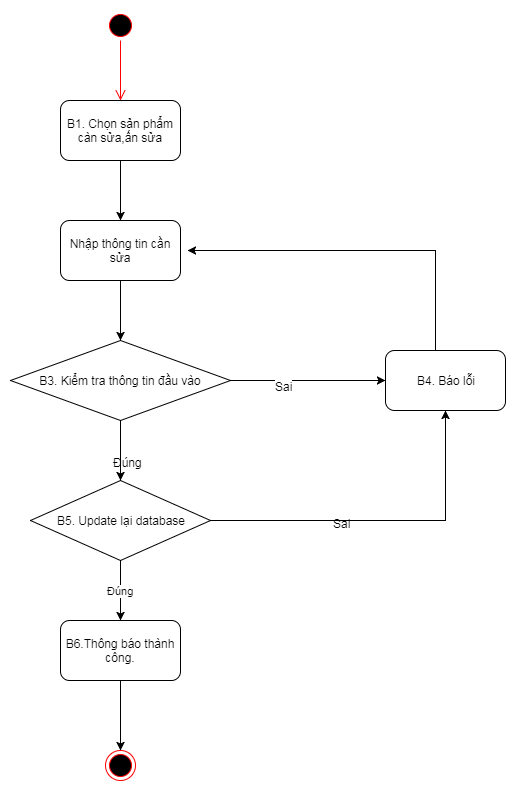 B1. Chọn sản phẩm
càn sửa,ấn sửa
Nhập thông tin cần
sửa
B3. Kiểm tra thông tin đầu vào
Sai
B4. Báo lỗi
Đúng
B5. Update lại database
Sai
Đúng
B6.Thông báo thành
công.